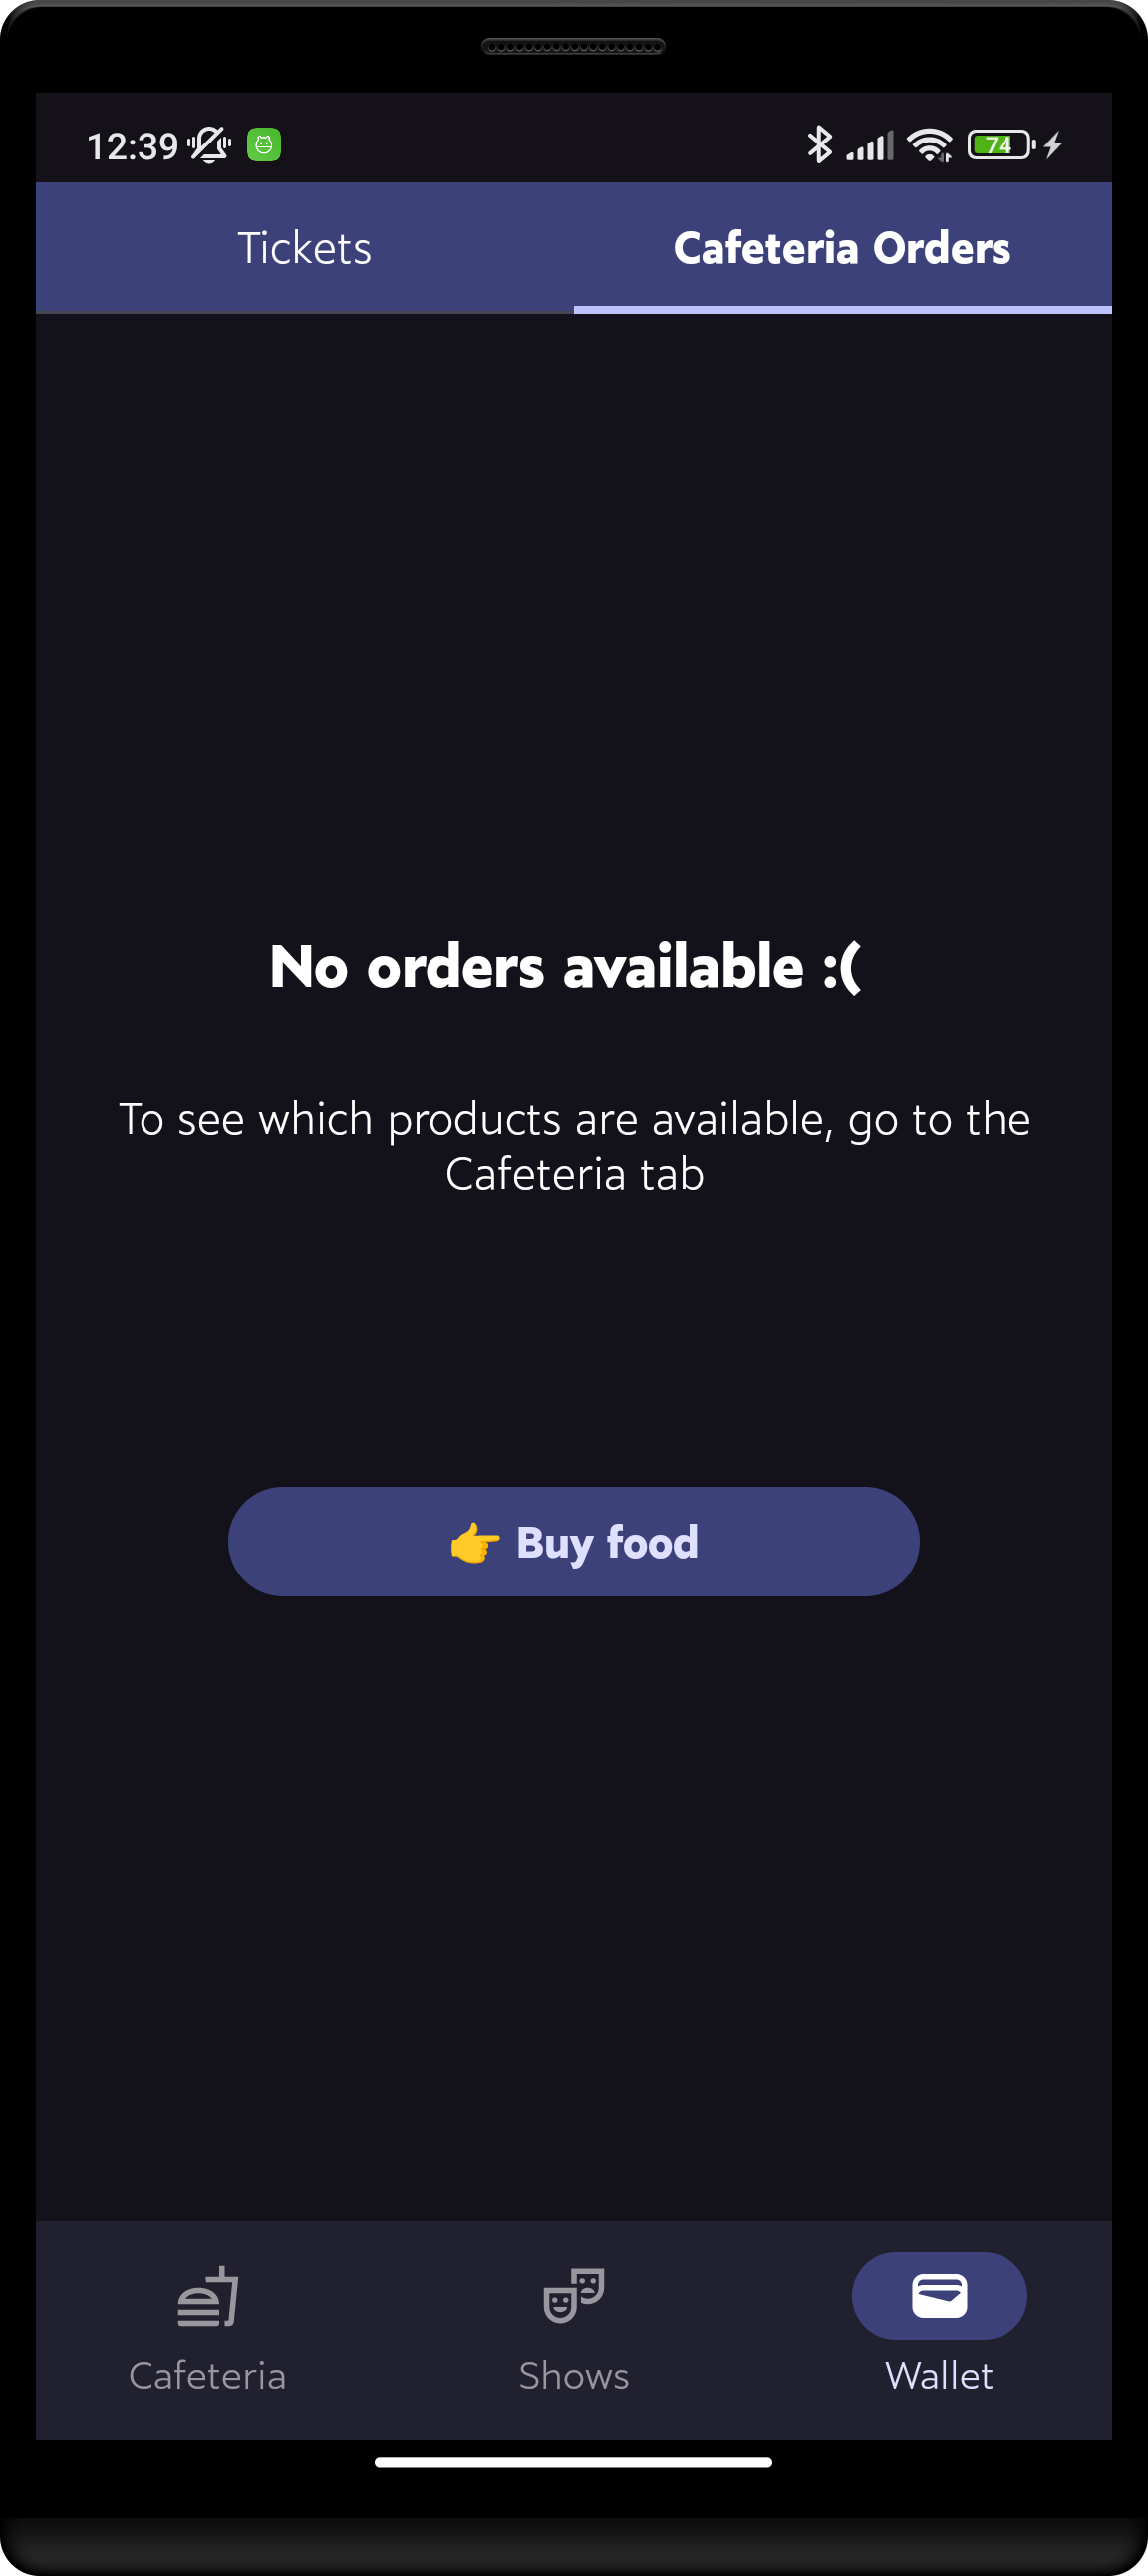 12:39
74
Tickets
Cafeteria Orders
No orders available :(
To see which products are available, go to the
Cafeteria tab
👉 Buy food
Cafeteria
Shows
Wallet